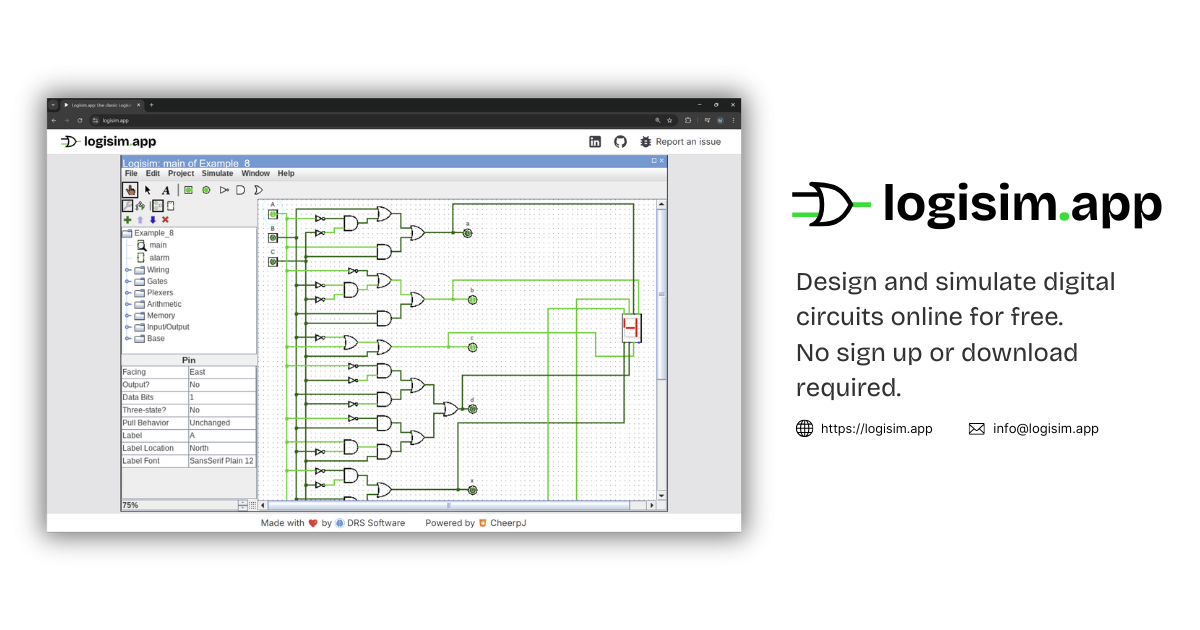 Logisim.app: the classic Logisi
logisim.app
logisim.app
Report an issue
Logisim: main of Example_8
File Edit Project Simulate Window Help
A
Example_8
main
alarm
Wiring
Gates
Plexers
Arithmetic
Memory
Input/Output
Base
Pin
Facing East
Output? No
Data Bits 1
Three-state? No
Pull Behavior Unchanged
Label A
Label Location North
Label Font SansSerif Plain 12
75%
A
B
C
a
b
c
d
Made with by DRS Software Powered by CheerpJ
logisim.app
Design and simulate digital
circuits online for free.
No sign up or download
required.
https://logisim.app info@logisim.app